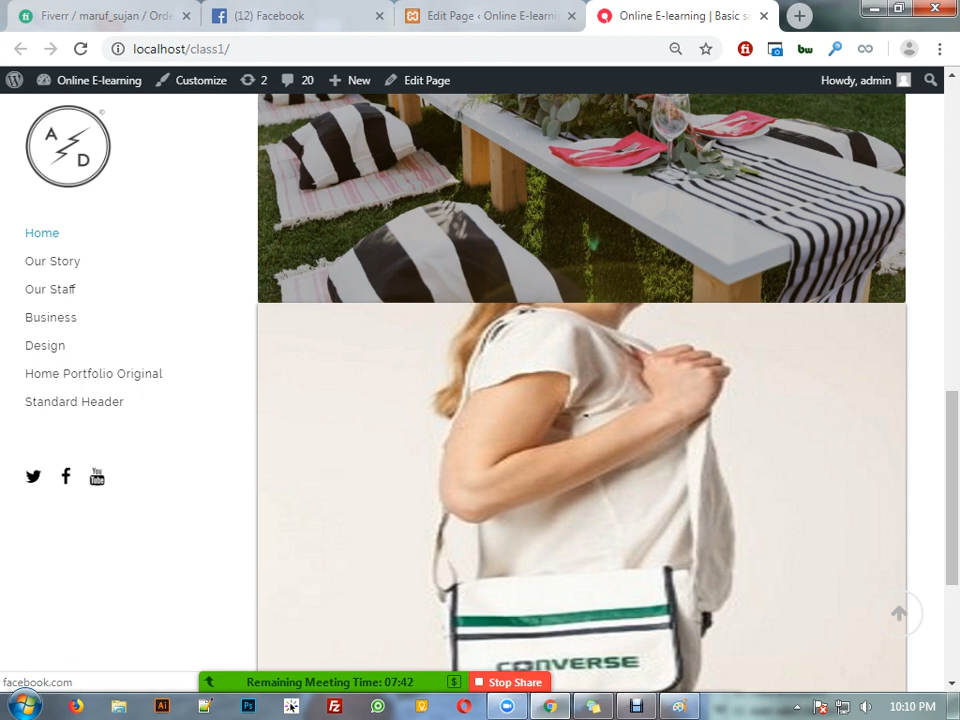 Fiverr / maruf_sujan / Orde
(12) Facebook
Edit Page ‹ Online E-learni
Online E-learning | Basic s
localhost/class1/
Online E-learning
Customize
2
20
New
Edit Page
Howdy, admin
A
D
Home
Our Story
Our Staff
Business
Design
Home Portfolio Original
Standard Header
You
Tube
CONVERSE
facebook.com
Remaining Meeting Time: 07:42
$
Stop Share
10:10 PM